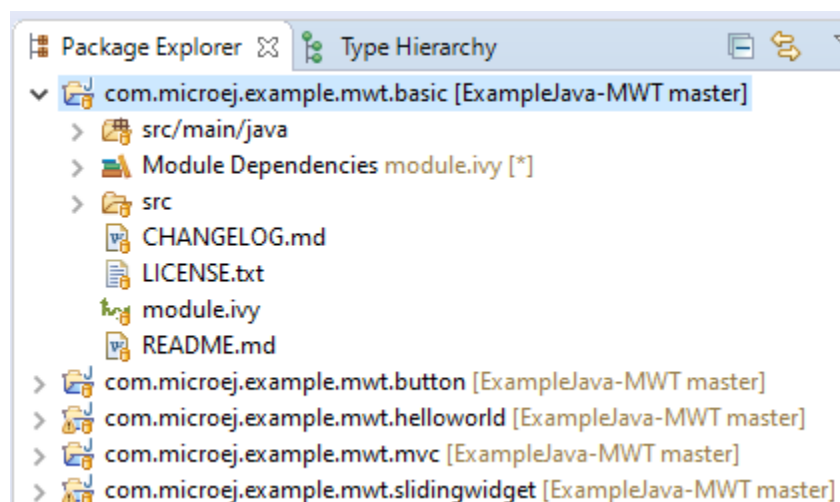 Package Explorer Type Hierarchy
com.microej.example.mwt.basic [ExampleJava-MWT master]
src/main/java
Module Dependencies module.ivy [*]
src
CHANGELOG.md
LICENSE.txt
module.ivy
README.md
com.microej.example.mwt.button [ExampleJava-MWT master]
com.microej.example.mwt.helloworld [ExampleJava-MWT master]
com.microej.example.mwt.mvc [ExampleJava-MWT master]
com.microej.example.mwt.slidingwidget [ExampleJava-MWT master]